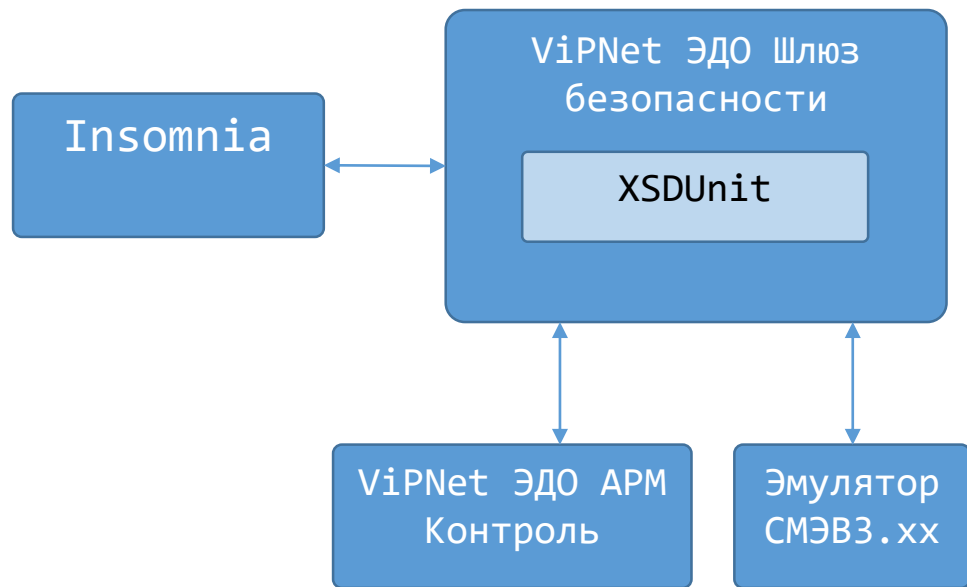 ViPNet ЭДО Шлюз
безопасности
Insomnia
XSDUnit
ViPNet ЭДО АРМ
Контроль
Эмулятор
СМЭВ3.xx